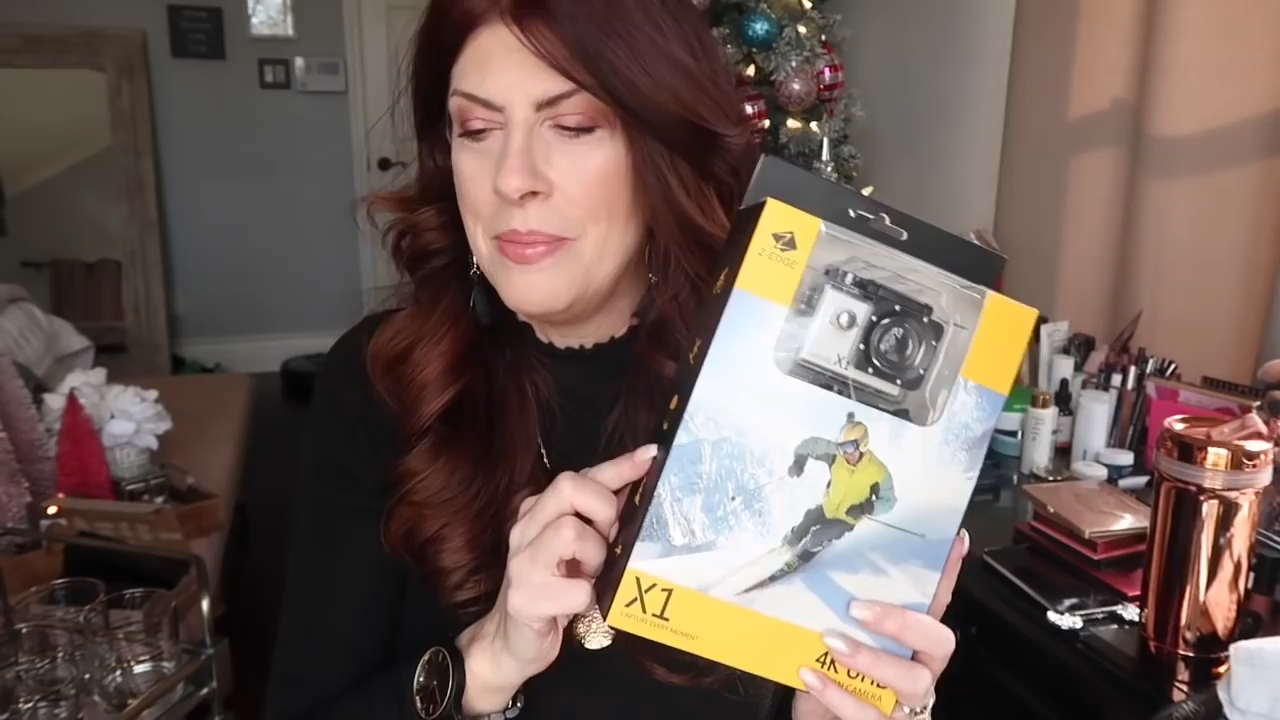 Z
Z-EDGE
X1
X1
CAPTURE EVERY MOMENT
4K UHD
CAMERA